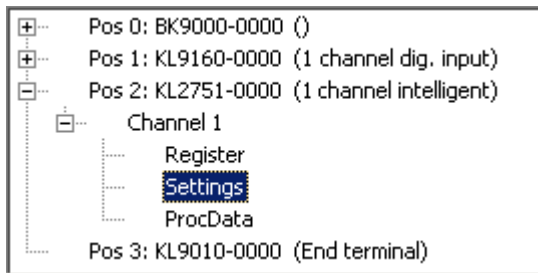 Pos 0: BK9000-0000 ()
Pos 1: KL9160-0000 (1 channel dig. input)
Pos 2: KL2751-0000 (1 channel intelligent)
Channel 1
Register
Settings
ProcData
Pos 3: KL9010-0000 (End terminal)